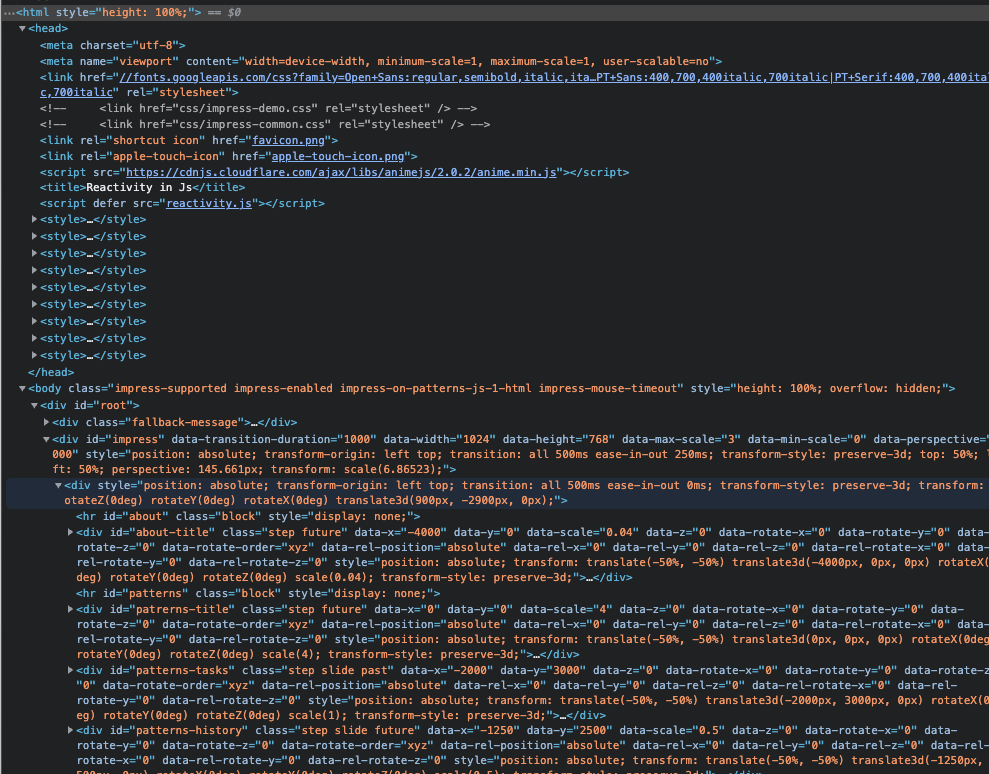 …<html style="height: 100%;"> == $0
▼<head>
<meta charset="utf-8">
<meta name="viewport" content="width=device-width, minimum-scale=1, maximum-scale=1, user-scalable=no">
<link href="//fonts.googleapis.com/css?family=Open+Sans:regular,semibold,italic,ita…PT+Sans:400,700,400italic,700italic|PT+Serif:400,700,400ital
c,700italic" rel="stylesheet">
<!-- <link href="css/impress-demo.css" rel="stylesheet" /> -->
<!-- <link href="css/impress-common.css" rel="stylesheet" /> -->
<link rel="shortcut icon" href="favicon.png">
<link rel="apple-touch-icon" href="apple-touch-icon.png">
<script src="https://cdnjs.cloudflare.com/ajax/libs/animejs/2.0.2/anime.min.js"></script>
<title>Reactivity in Js</title>
<script defer src="reactivity.js"></script>
▶<style>…</style>
▶<style>…</style>
▶<style>…</style>
▶<style>…</style>
▶<style>…</style>
▶<style>…</style>
▶<style>…</style>
▶<style>…</style>
▶<style>…</style>
</head>
▼<body class="impress-supported impress-enabled impress-on-patterns-js-1-html impress-mouse-timeout" style="height: 100%; overflow: hidden;">
▼<div id="root">
▶<div class="fallback-message">…</div>
▼<div id="impress" data-transition-duration="1000" data-width="1024" data-height="768" data-max-scale="3" data-min-scale="0" data-perspective="
000" style="position: absolute; transform-origin: left top; transition: all 500ms ease-in-out 250ms; transform-style: preserve-3d; top: 50%; l
ft: 50%; perspective: 145.661px; transform: scale(6.86523);">
▼<div style="position: absolute; transform-origin: left top; transition: all 500ms ease-in-out 0ms; transform-style: preserve-3d; transform:
otateZ(0deg) rotateY(0deg) rotateX(0deg) translate3d(900px, -2900px, 0px);">
<hr id="about" class="block" style="display: none;">
▶<div id="about-title" class="step future" data-x="-4000" data-y="0" data-scale="0.04" data-z="0" data-rotate-x="0" data-rotate-y="0" data-
rotate-z="0" data-rotate-order="xyz" data-rel-position="absolute" data-rel-x="0" data-rel-y="0" data-rel-z="0" data-rel-rotate-x="0" data-
rel-rotate-y="0" data-rel-rotate-z="0" style="position: absolute; transform: translate(-50%, -50%) translate3d(-4000px, 0px, 0px) rotateX(
deg) rotateY(0deg) rotateZ(0deg) scale(0.04); transform-style: preserve-3d;">…</div>
<hr id="patterns" class="block" style="display: none;">
▶<div id="patrerns-title" class="step future" data-x="0" data-y="0" data-scale="4" data-z="0" data-rotate-x="0" data-rotate-y="0" data-
rotate-z="0" data-rotate-order="xyz" data-rel-position="absolute" data-rel-x="0" data-rel-y="0" data-rel-z="0" data-rel-rotate-x="0" data-
rel-rotate-y="0" data-rel-rotate-z="0" style="position: absolute; transform: translate(-50%, -50%) translate3d(0px, 0px, 0px) rotateX(0deg
rotateY(0deg) rotateZ(0deg) scale(4); transform-style: preserve-3d;">…</div>
▶<div id="patterns-tasks" class="step slide past" data-x="-2000" data-y="3000" data-z="0" data-rotate-x="0" data-rotate-y="0" data-rotate-z
"0" data-rotate-order="xyz" data-rel-position="absolute" data-rel-x="0" data-rel-y="0" data-rel-z="0" data-rel-rotate-x="0" data-rel-
rotate-y="0" data-rel-rotate-z="0" style="position: absolute; transform: translate(-50%, -50%) translate3d(-2000px, 3000px, 0px) rotateX(0
eg) rotateY(0deg) rotateZ(0deg) scale(1); transform-style: preserve-3d;">…</div>
▶<div id="patterns-history" class="step slide future" data-x="-1250" data-y="2500" data-scale="0.5" data-z="0" data-rotate-x="0" data-
rotate-y="0" data-rotate-z="0" data-rotate-order="xyz" data-rel-position="absolute" data-rel-x="0" data-rel-y="0" data-rel-z="0" data-rel-
rotate-x="0" data-rel-rotate-y="0" data-rel-rotate-z="0" style="position: absolute; transform: translate(-50%, -50%) translate3d(-1250px,